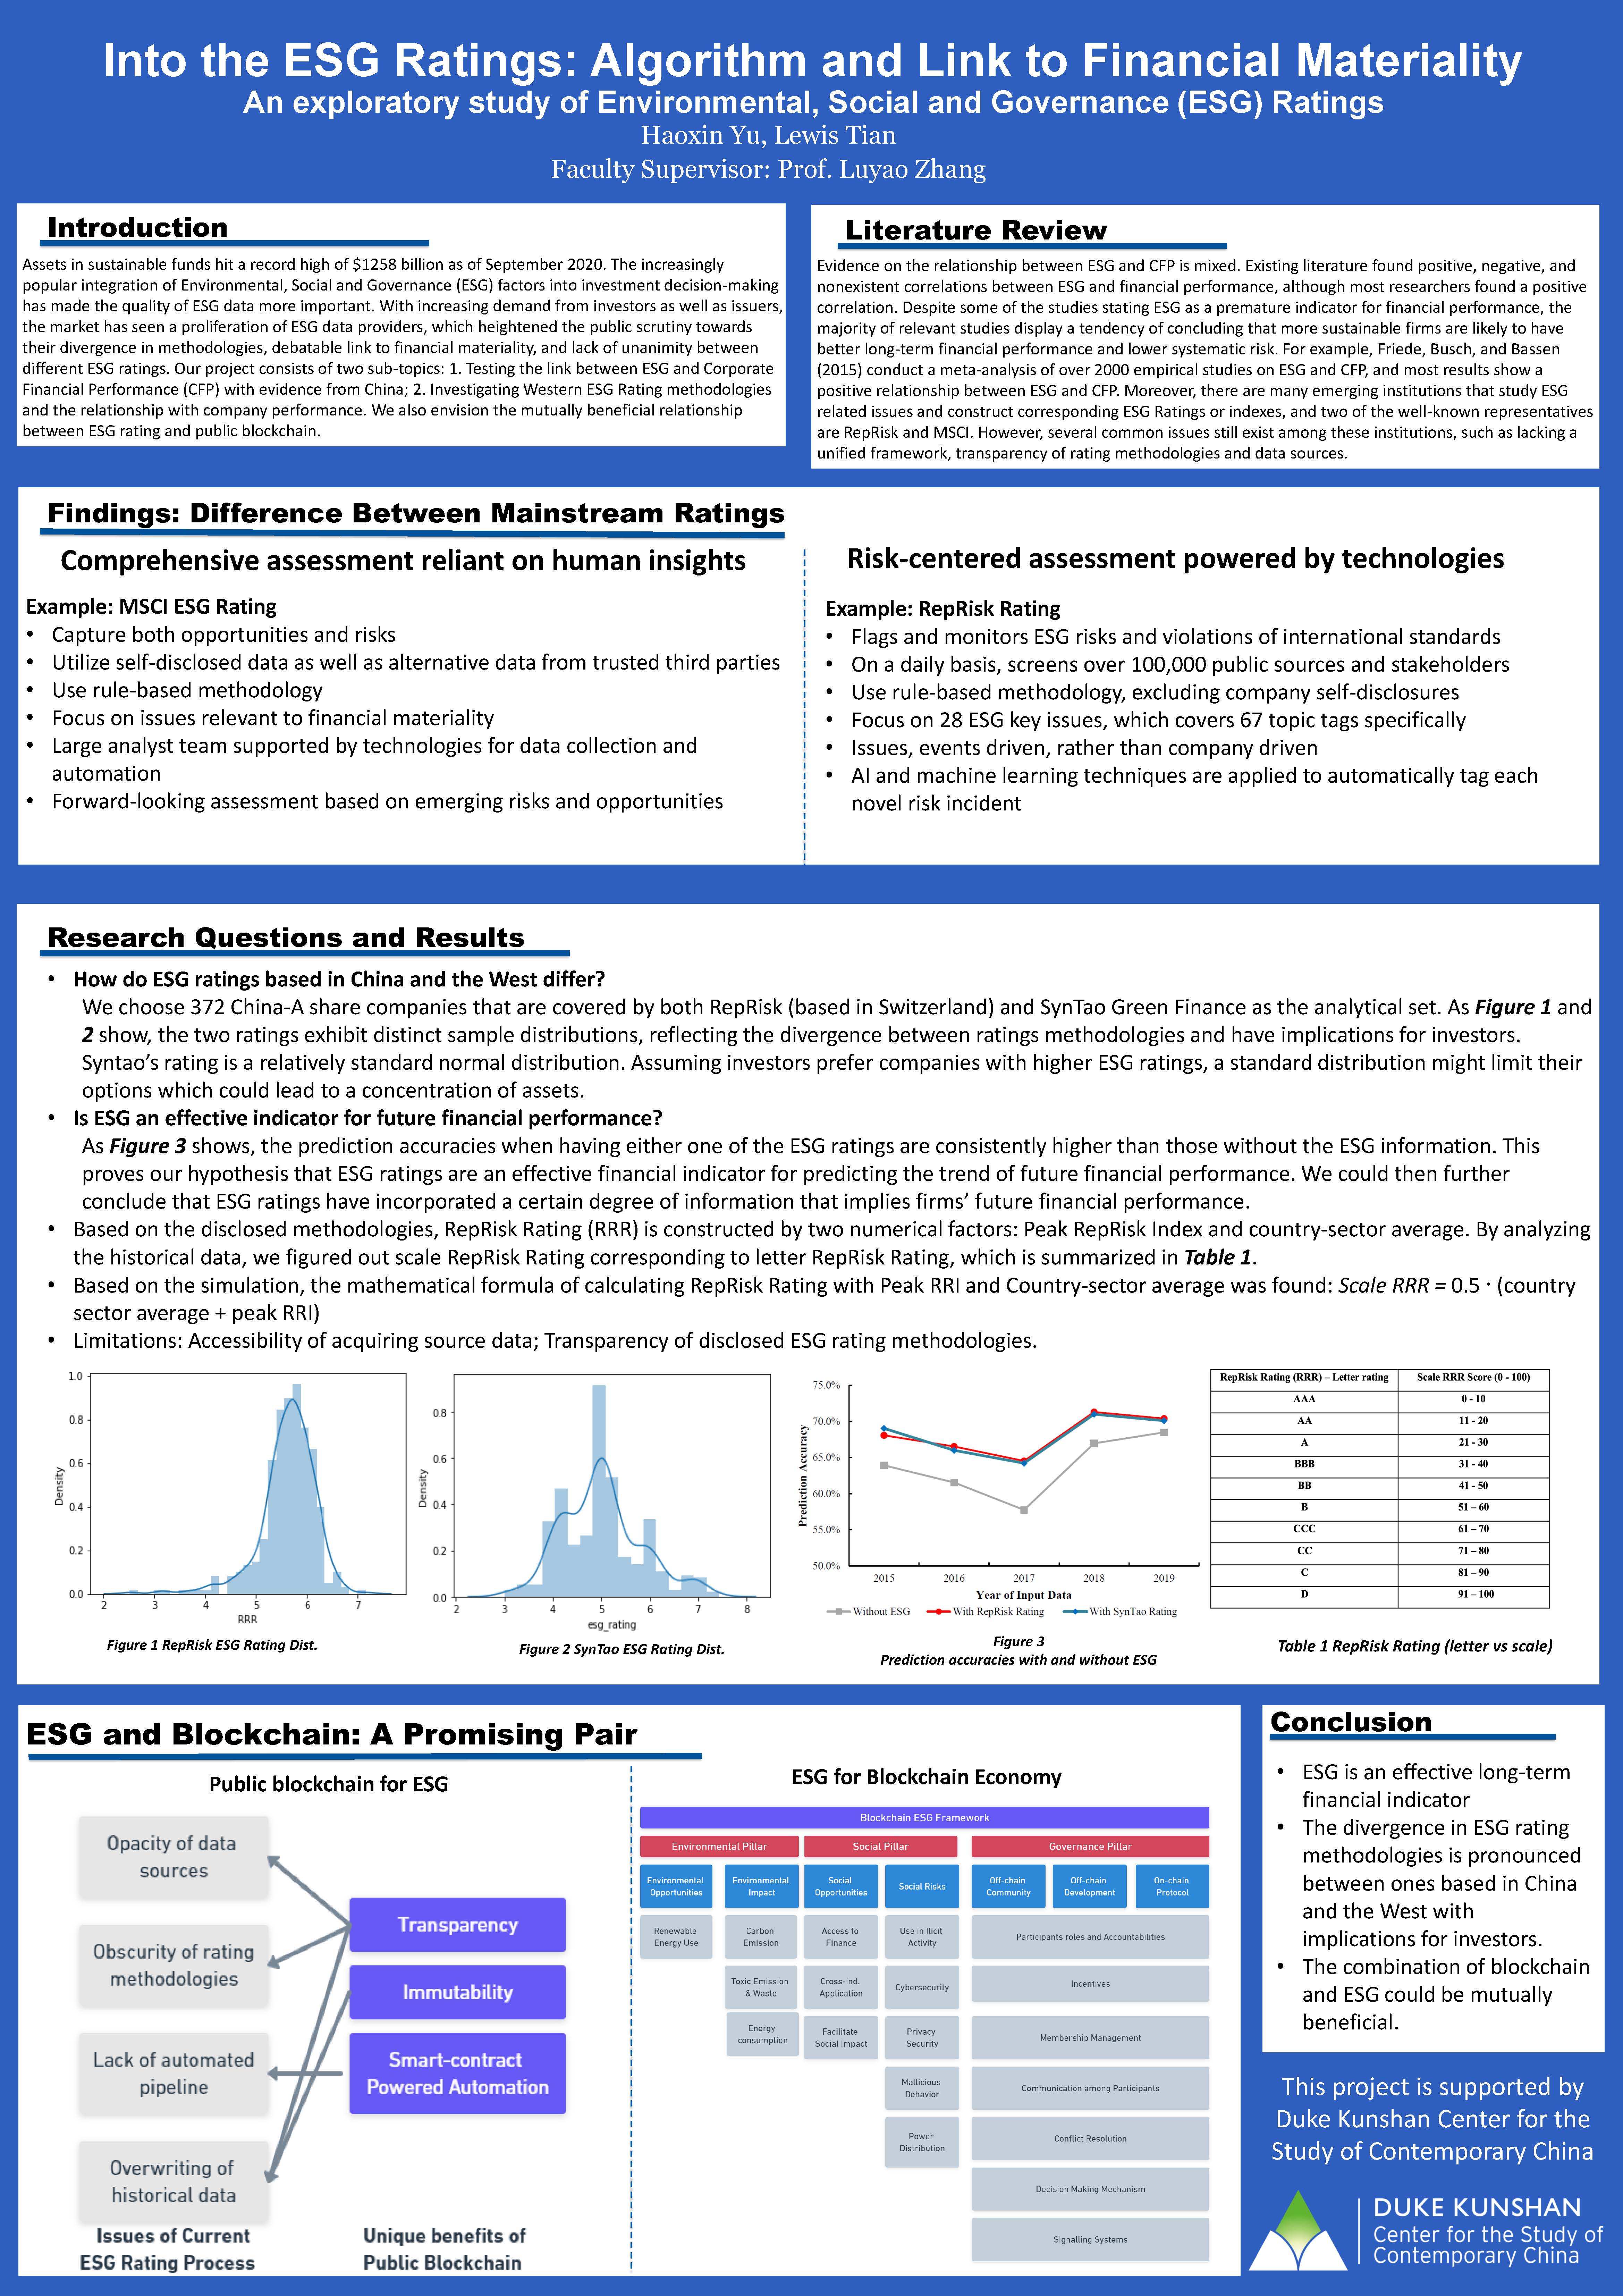 Into the ESG Ratings: Algorithm and Link to Financial Materiality
An exploratory study of Environmental, Social and Governance (ESG) Ratings
Haoxin Yu, Lewis Tian
Faculty Supervisor: Prof. Luyao Zhang
Introduction
Assets in sustainable funds hit a record high of $1258 billion as of September 2020. The increasingly
popular integration of Environmental, Social and Governance (ESG) factors into investment decision-making
has made the quality of ESG data more important. With increasing demand from investors as well as issuers,
the market has seen a proliferation of ESG data providers, which heightened the public scrutiny towards
their divergence in methodologies, debatable link to financial materiality, and lack of unanimity between
different ESG ratings. Our project consists of two sub-topics: 1. Testing the link between ESG and Corporate
Financial Performance (CFP) with evidence from China; 2. Investigating Western ESG Rating methodologies
and the relationship with company performance. We also envision the mutually beneficial relationship
between ESG rating and public blockchain.
Literature Review
Evidence on the relationship between ESG and CFP is mixed. Existing literature found positive, negative, and
nonexistent correlations between ESG and financial performance, although most researchers found a positive
correlation. Despite some of the studies stating ESG as a premature indicator for financial performance, the
majority of relevant studies display a tendency of concluding that more sustainable firms are likely to have
better long-term financial performance and lower systematic risk. For example, Friede, Busch, and Bassen
(2015) conduct a meta-analysis of over 2000 empirical studies on ESG and CFP, and most results show a
positive relationship between ESG and CFP. Moreover, there are many emerging institutions that study ESG
related issues and construct corresponding ESG Ratings or indexes, and two of the well-known representatives
are RepRisk and MSCI. However, several common issues still exist among these institutions, such as lacking a
unified framework, transparency of rating methodologies and data sources.
Findings: Difference Between Mainstream Ratings
Comprehensive assessment reliant on human insights
Example: MSCI ESG Rating
• Capture both opportunities and risks
• Utilize self-disclosed data as well as alternative data from trusted third parties
• Use rule-based methodology
• Focus on issues relevant to financial materiality
• Large analyst team supported by technologies for data collection and
automation
• Forward-looking assessment based on emerging risks and opportunities
Risk-centered assessment powered by technologies
Example: RepRisk Rating
• Flags and monitors ESG risks and violations of international standards
• On a daily basis, screens over 100,000 public sources and stakeholders
• Use rule-based methodology, excluding company self-disclosures
• Focus on 28 ESG key issues, which covers 67 topic tags specifically
• Issues, events driven, rather than company driven
• AI and machine learning techniques are applied to automatically tag each
novel risk incident
Research Questions and Results
• How do ESG ratings based in China and the West differ?
We choose 372 China-A share companies that are covered by both RepRisk (based in Switzerland) and SynTao Green Finance as the analytical set. As Figure 1 and
2 show, the two ratings exhibit distinct sample distributions, reflecting the divergence between ratings methodologies and have implications for investors.
Syntao's rating is a relatively standard normal distribution. Assuming investors prefer companies with higher ESG ratings, a standard distribution might limit their
options which could lead to a concentration of assets.
• Is ESG an effective indicator for future financial performance?
As Figure 3 shows, the prediction accuracies when having either one of the ESG ratings are consistently higher than those without the ESG information. This
proves our hypothesis that ESG ratings are an effective financial indicator for predicting the trend of future financial performance. We could then further
conclude that ESG ratings have incorporated a certain degree of information that implies firms' future financial performance.
• Based on the disclosed methodologies, RepRisk Rating (RRR) is constructed by two numerical factors: Peak RepRisk Index and country-sector average. By analyzing
the historical data, we figured out scale RepRisk Rating corresponding to letter RepRisk Rating, which is summarized in Table 1.
• Based on the simulation, the mathematical formula of calculating RepRisk Rating with Peak RRI and Country-sector average was found: Scale RRR = 0.5 · (country
sector average + peak RRI)
• Limitations: Accessibility of acquiring source data; Transparency of disclosed ESG rating methodologies.
1.0
0.8
0.6
0.4
0.2
0.0
Density
2 3 4 5 6 7
RRR
Figure 1 RepRisk ESG Rating Dist.
0.8
0.6
0.4
0.2
0.0
Density
2 3 4 5 6 7 8
esg_rating
Figure 2 SynTao ESG Rating Dist.
75.0%
70.0%
65.0%
60.0%
55.0%
50.0%
Prediction Accuracy
2015 2016 2017 2018 2019
Year of Input Data
Without ESG With RepRisk Rating With SynTao Rating
Figure 3
Prediction accuracies with and without ESG
RepRisk Rating (RRR) – Letter rating Scale RRR Score (0 - 100)
AAA 0 - 10
AA 11 - 20
A 21 - 30
BBB 31 - 40
BB 41 - 50
B 51 – 60
CCC 61 – 70
CC 71 – 80
C 81 – 90
D 91 – 100
Table 1 RepRisk Rating (letter vs scale)
ESG and Blockchain: A Promising Pair
Public blockchain for ESG
Opacity of data
sources
Obscurity of rating
methodologies
Lack of automated
pipeline
Overwriting of
historical data
Issues of Current
ESG Rating Process
Transparency
Immutability
Smart-contract
Powered Automation
Unique benefits of
Public Blockchain
ESG for Blockchain Economy
Blockchain ESG Framework
Environmental Pillar Social Pillar Governance Pillar
Environmental
Opportunities
Environmental
Impact
Social
Opportunities
Social Risks
Off-chain
Community
Off-chain
Development
On-chain
Protocol
Renewable
Energy Use
Carbon
Emission
Toxic Emission
& Waste
Energy
consumption
Access to
Finance
Cross-ind.
Application
Facilitate
Social Impact
Use in Ilicit
Activity
Cybersecurity
Privacy
Security
Mallicious
Behavior
Power
Distribution
Participants roles and Accountabilities
Incentives
Membership Management
Communication among Participants
Conflict Resolution
Decision Making Mechanism
Signalling Systems
Conclusion
• ESG is an effective long-term
financial indicator
• The divergence in ESG rating
methodologies is pronounced
between ones based in China
and the West with
implications for investors.
• The combination of blockchain
and ESG could be mutually
beneficial.
This project is supported by
Duke Kunshan Center for the
Study of Contemporary China
DUKE KUNSHAN
Center for the Study of
Contemporary China